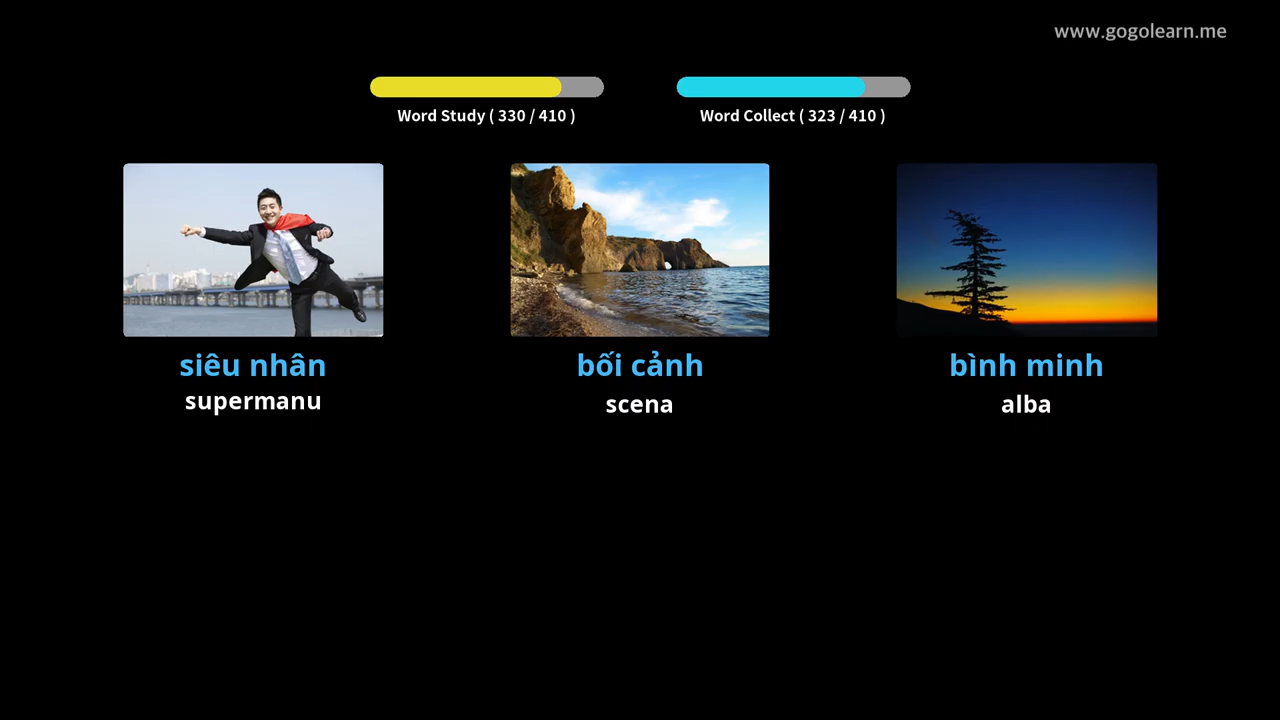 www.gogolearn.me
Word Study ( 330 / 410 )
Word Collect ( 323 / 410 )
siêu nhân
supermanu
bối cảnh
scena
bình minh
alba